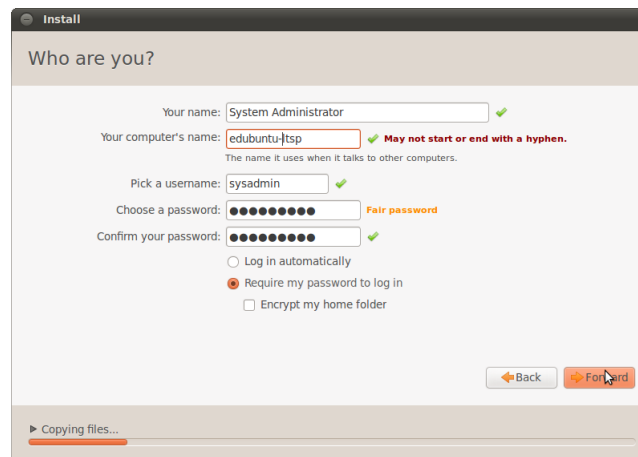 Install
Who are you?
Your name: System Administrator
Your computer's name: edubuntu-ltsp May not start or end with a hyphen.
The name it uses when it talks to other computers.
Pick a username: sysadmin
Choose a password: ●●●●●●●●● Fair password
Confirm your password: ●●●●●●●●●
Log in automatically
Require my password to log in
Encrypt my home folder
Back Forward
Copying files...